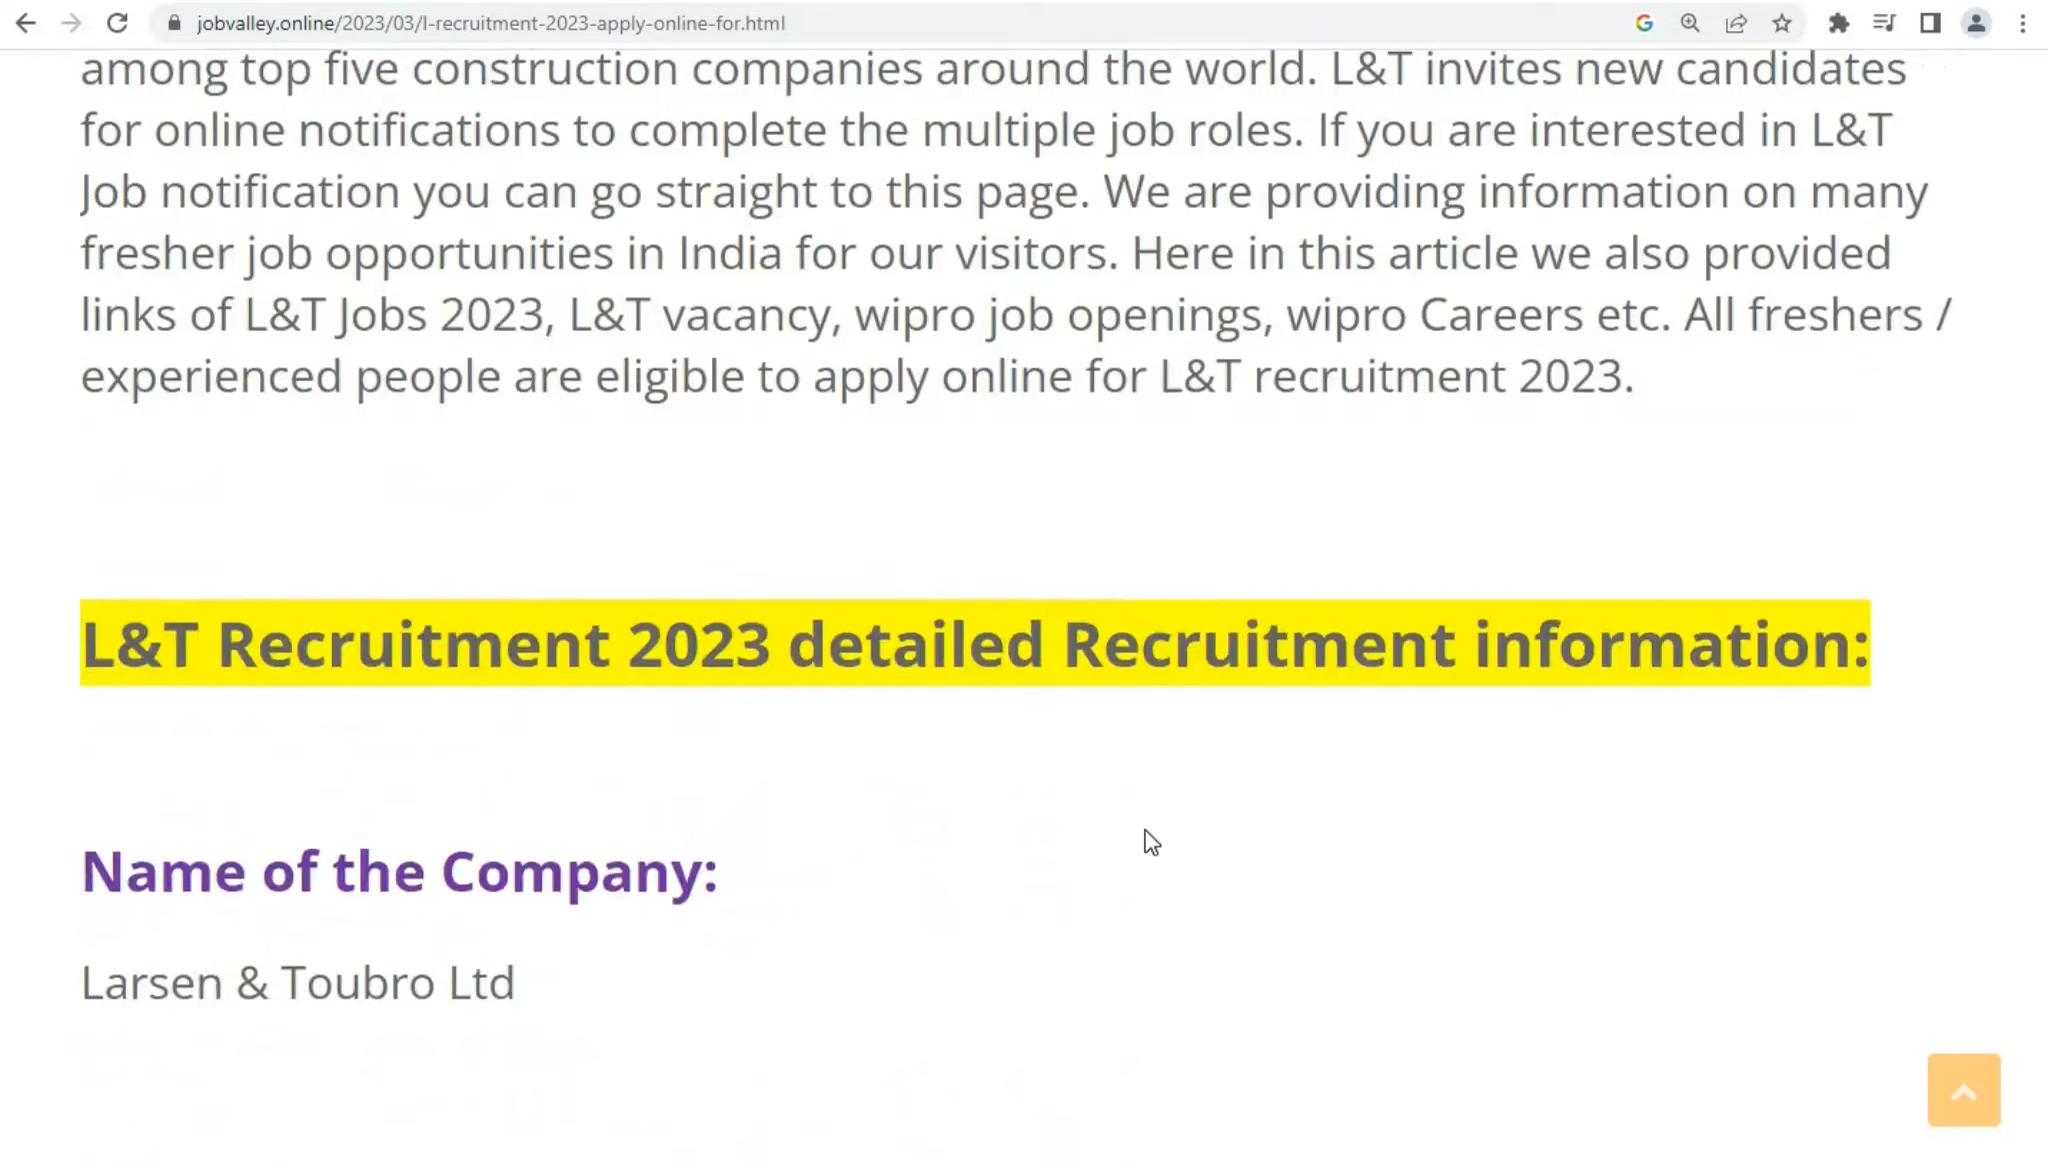 jobvalley.online/2023/03/l-recruitment-2023-apply-online-for.html
among top five construction companies around the world. L&T invites new candidates
for online notifications to complete the multiple job roles. If you are interested in L&T
Job notification you can go straight to this page. We are providing information on many
fresher job opportunities in India for our visitors. Here in this article we also provided
links of L&T Jobs 2023, L&T vacancy, wipro job openings, wipro Careers etc. All freshers /
experienced people are eligible to apply online for L&T recruitment 2023.
L&T Recruitment 2023 detailed Recruitment information:
Name of the Company:
Larsen & Toubro Ltd